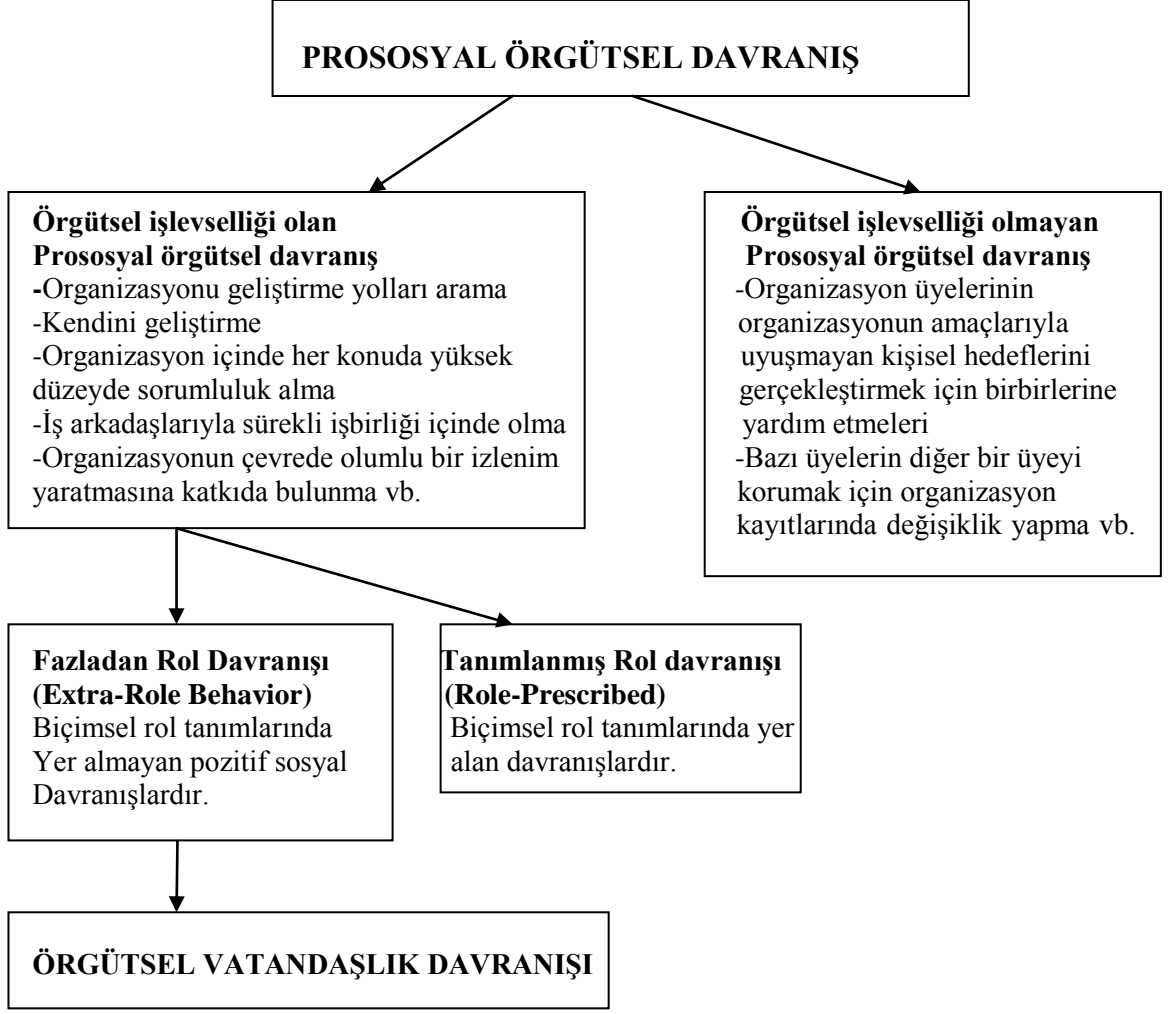 PROSOSYAL ÖRGÜTSEL DAVRANIŞ
Örgütsel işlevselliği olan
Prososyal örgütsel davranış
-Organizasyonu geliştirme yolları arama
-Kendini geliştirme
-Organizasyon içinde her konuda yüksek
düzeyde sorumluluk alma
-İş arkadaşlarıyla sürekli işbirliği içinde olma
-Organizasyonun çevrede olumlu bir izlenim
yaratmasına katkıda bulunma vb.
Örgütsel işlevselliği olmayan
Prososyal örgütsel davranış
-Organizasyon üyelerinin
organizasyonun amaçlarıyla
uyuşmayan kişisel hedeflerini
gerçekleştirmek için birbirlerine
yardım etmeleri
-Bazı üyelerin diğer bir üyeyi
korumak için organizasyon
kayıtlarında değişiklik yapma vb.
Fazladan Rol Davranışı
(Extra-Role Behavior)
Biçimsel rol tanımlarında
Yer almayan pozitif sosyal
Davranışlardır.
Tanımlanmış Rol davranışı
(Role-Prescribed)
Biçimsel rol tanımlarında yer
alan davranışlardır.
ÖRGÜTSEL VATANDAŞLIK DAVRANIŞI